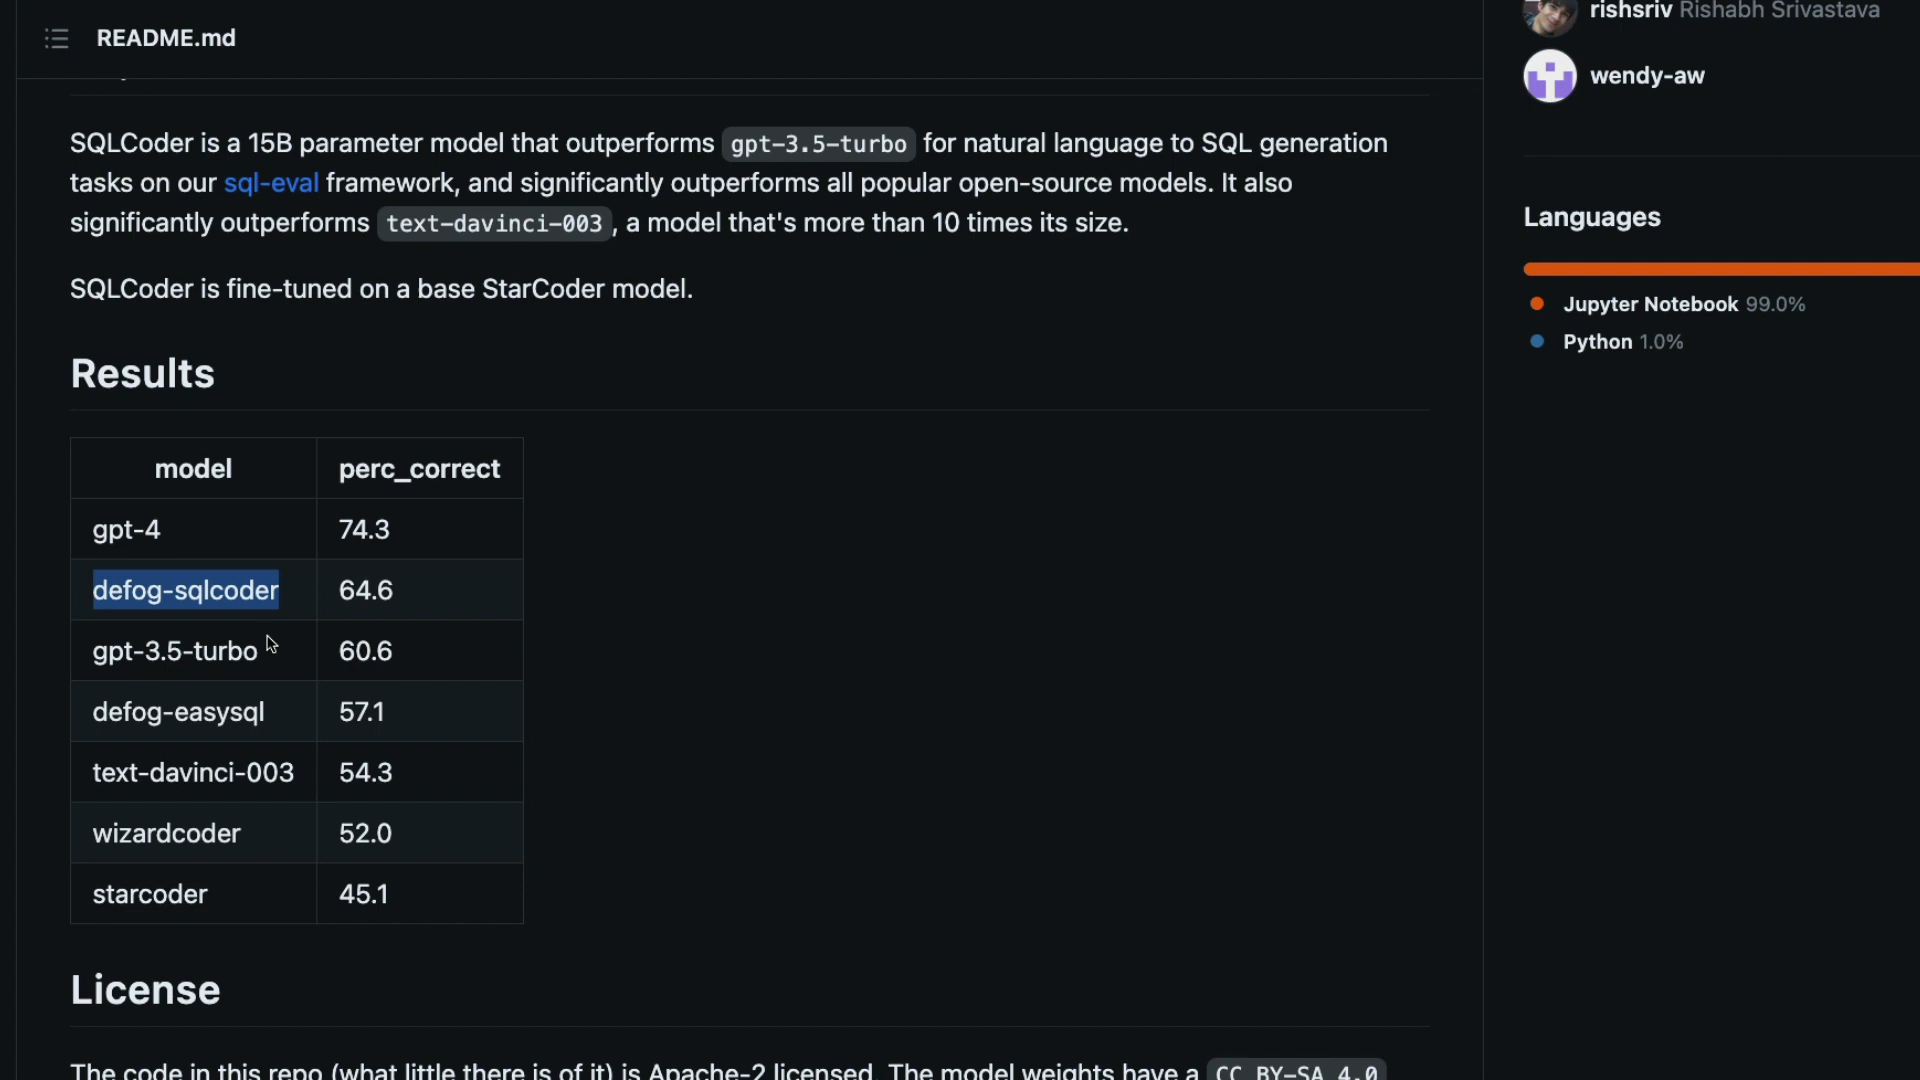 README.md
SQLCoder is a 15B parameter model that outperforms gpt-3.5-turbo for natural language to SQL generation
tasks on our sql-eval framework, and significantly outperforms all popular open-source models. It also
significantly outperforms text-davinci-003, a model that's more than 10 times its size.
SQLCoder is fine-tuned on a base StarCoder model.
Results
model perc_correct
gpt-4 74.3
defog-sqlcoder 64.6
gpt-3.5-turbo 60.6
defog-easysql 57.1
text-davinci-003 54.3
wizardcoder 52.0
starcoder 45.1
License
The code in this repo (what little there is of it) is Apache-2 licensed. The model weights have a CC BY-SA 4.0
rishsriv Rishabh Srivastava
wendy-aw
Languages
Jupyter Notebook 99.0%
Python 1.0%